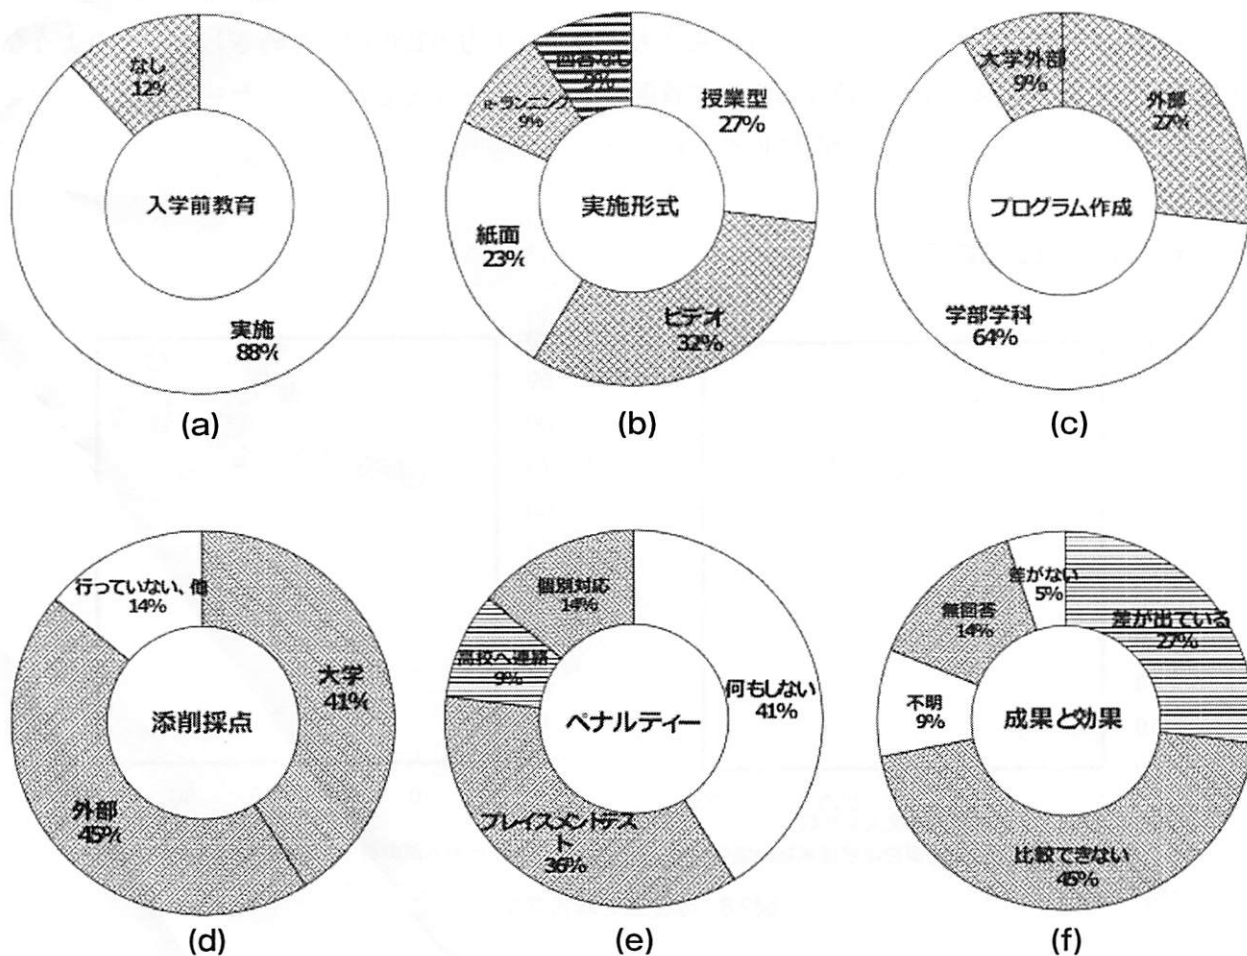 なし
12%
入学前教育
実施
88%
(a)
回答なし
9%
授業型
27%
e-ランニング
9%
実施形式
紙面
23%
ビデオ
32%
(b)
大学外部
9%
外部
27%
プログラム作成
学部学科
64%
(c)
行っていない、他
14%
大学
41%
添削採点
外部
45%
(d)
個別対応
14%
高校へ連絡
9%
何もしない
41%
ペナルティー
プレイスメントテス
ト
36%
(e)
差がない
5%
無回答
14%
差が出ている
27%
不明
9%
成果と効果
比較できない
45%
(f)